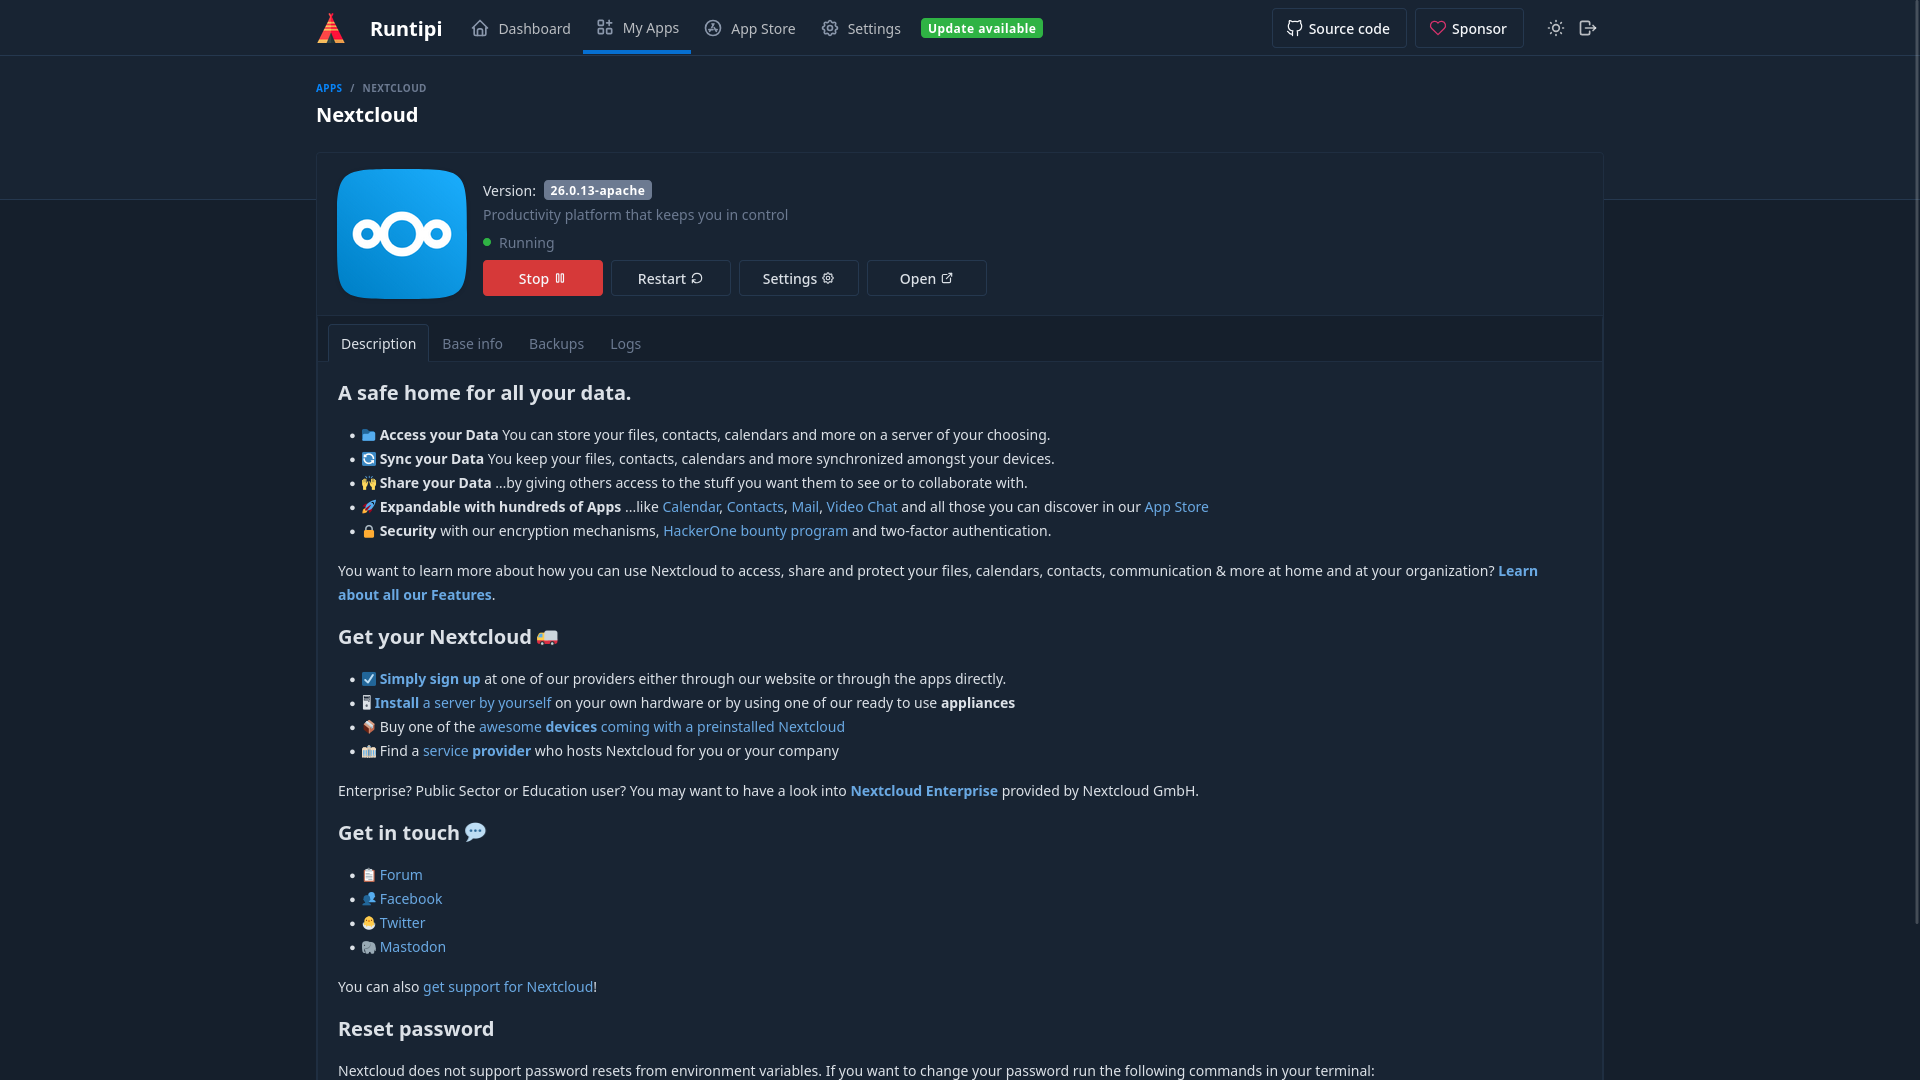 Runtipi
Dashboard
My Apps
App Store
Settings
Update available
Source code
Sponsor
APPS / NEXTCLOUD
Nextcloud
Version: 26.0.13-apache
Productivity platform that keeps you in control
Running
Stop
Restart
Settings
Open
Description
Base info
Backups
Logs
A safe home for all your data.
Access your Data You can store your files, contacts, calendars and more on a server of your choosing.
Sync your Data You keep your files, contacts, calendars and more synchronized amongst your devices.
Share your Data ...by giving others access to the stuff you want them to see or to collaborate with.
Expandable with hundreds of Apps ...like Calendar, Contacts, Mail, Video Chat and all those you can discover in our App Store
Security with our encryption mechanisms, HackerOne bounty program and two-factor authentication.
You want to learn more about how you can use Nextcloud to access, share and protect your files, calendars, contacts, communication & more at home and at your organization? Learn
about all our Features.
Get your Nextcloud
Simply sign up at one of our providers either through our website or through the apps directly.
Install a server by yourself on your own hardware or by using one of our ready to use appliances
Buy one of the awesome devices coming with a preinstalled Nextcloud
Find a service provider who hosts Nextcloud for you or your company
Enterprise? Public Sector or Education user? You may want to have a look into Nextcloud Enterprise provided by Nextcloud GmbH.
Get in touch
Forum
Facebook
Twitter
Mastodon
You can also get support for Nextcloud!
Reset password
Nextcloud does not support password resets from environment variables. If you want to change your password run the following commands in your terminal: